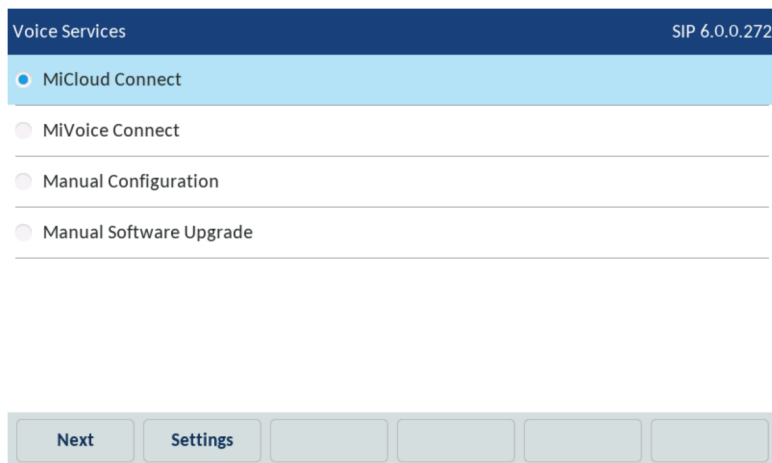 Voice Services SIP 6.0.0.272
MiCloud Connect
MiVoice Connect
Manual Configuration
Manual Software Upgrade
Next Settings